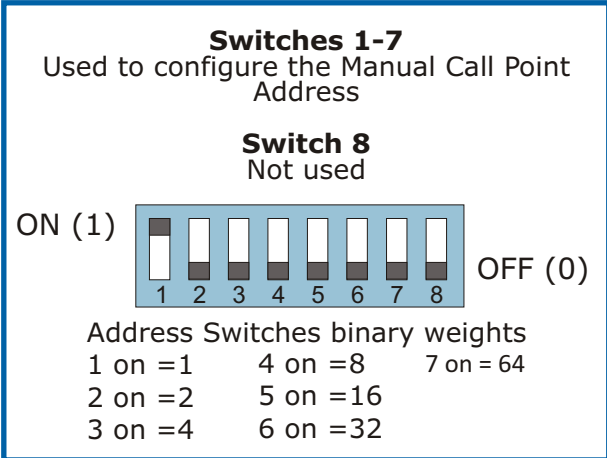 Switches 1-7
Used to configure the Manual Call Point
Address
Switch 8
Not used
ON (1)
OFF (0)
1 2 3 4 5 6 7 8
Address Switches binary weights
1 on =1 4 on =8 7 on = 64
2 on =2 5 on =16
3 on =4 6 on =32